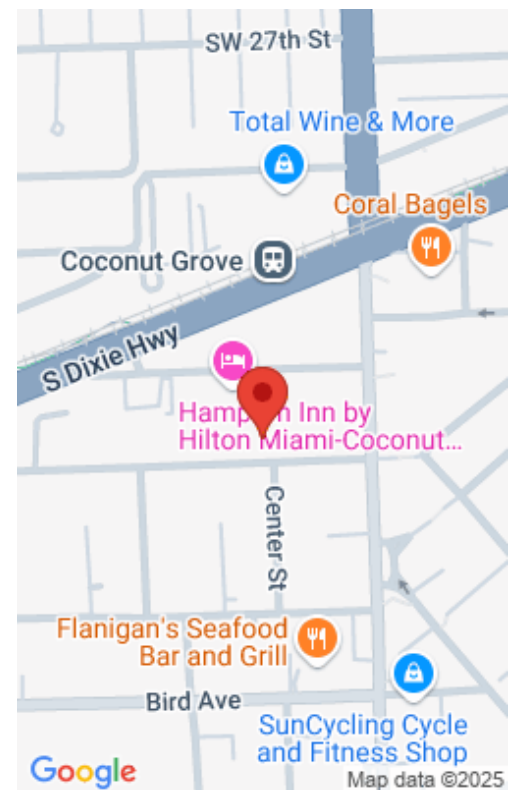 SW 27th St
Total Wine & More
Coral Bagels
Coconut Grove
S Dixie Hwy
Hampton Inn by
Hilton Miami-Coconut...
Center St
Flanigan's Seafood
Bar and Grill
Bird Ave
SunCycling Cycle
and Fitness Shop
Google
Map data ©2025